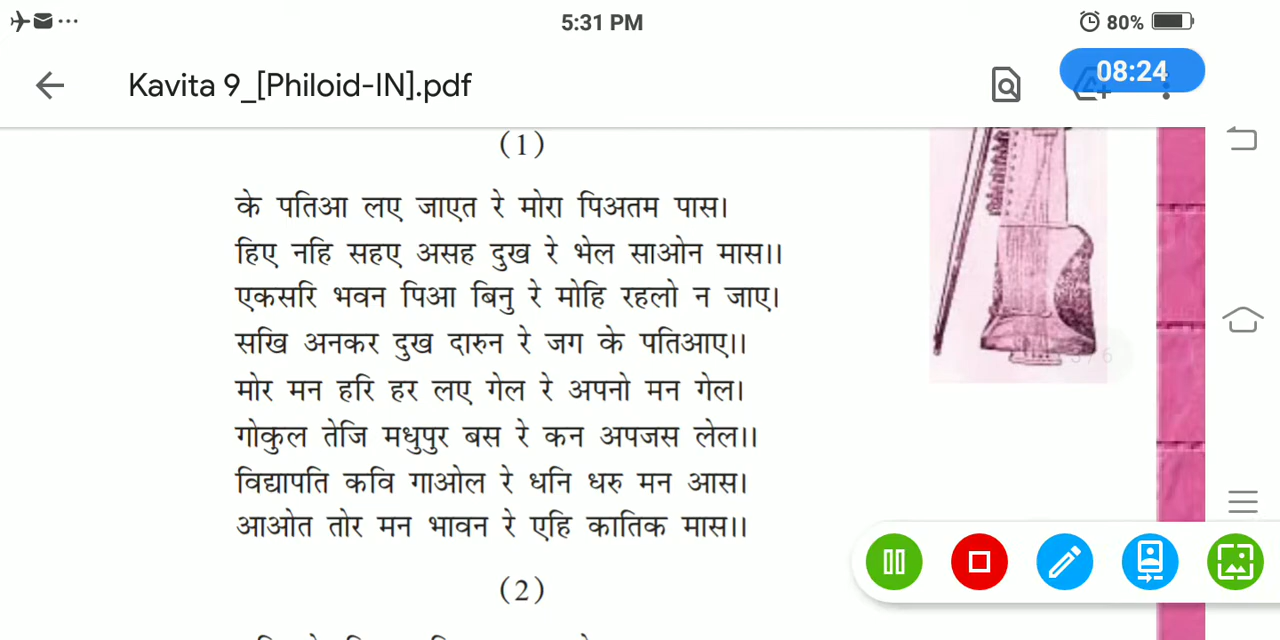 5:31 PM
80%
Kavita 9_[Philoid-IN].pdf
08:24
(1)
के पतिआ लए जाएत रे मोरा पिअतम पास।
हिए नहि सहए असह दुख रे भेल साओन मास।।
एकसरि भवन पिआ बिनु रे मोहि रहलो न जाए।
सखि अनकर दुख दारुन रे जग के पतिआए।।
मोर मन हरि हर लए गेल रे अपनो मन गेल।
गोकुल तेजि मधुपुर बस रे कन अपजस लेल।।
विद्यापति कवि गाओल रे धनि धरु मन आस।
आओत तोर मन भावन रे एहि कातिक मास।।
(2)